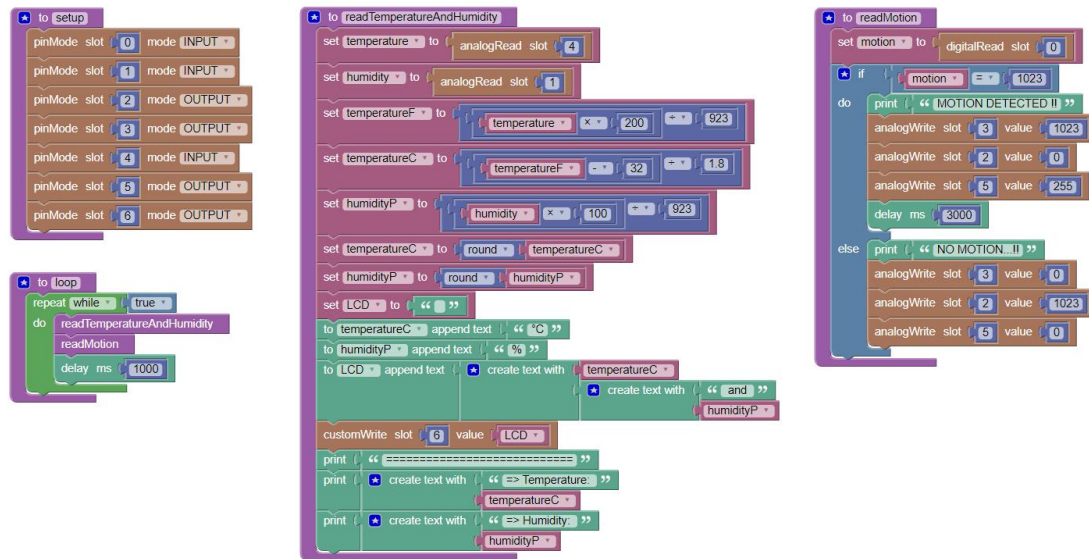 to setup
pinMode slot 0 mode INPUT
pinMode slot 1 mode INPUT
pinMode slot 2 mode OUTPUT
pinMode slot 3 mode OUTPUT
pinMode slot 4 mode INPUT
pinMode slot 5 mode OUTPUT
pinMode slot 6 mode OUTPUT
to loop
repeat while true
do readTemperatureAndHumidity
readMotion
delay ms 1000
to readTemperatureAndHumidity
set temperature to analogRead slot 4
set humidity to analogRead slot 1
set temperatureF to temperature × 200 ÷ 923
set temperatureC to temperatureF - 32 ÷ 1.8
set humidityP to humidity × 100 ÷ 923
set temperatureC to round temperatureC
set humidityP to round humidityP
set LCD to “ ”
to temperatureC append text “ °C ”
to humidityP append text “ % ”
to LCD append text create text with temperatureC
create text with “ and ”
humidityP
customWrite slot 6 value LCD
print “ ============================ ”
print create text with “ => Temperature: ”
temperatureC
print create text with “ => Humidity: ”
humidityP
to readMotion
set motion to digitalRead slot 0
if motion = 1023
do print “ MOTION DETECTED !! ”
analogWrite slot 3 value 1023
analogWrite slot 2 value 0
analogWrite slot 5 value 255
delay ms 3000
else print “ NO MOTION...!! ”
analogWrite slot 3 value 0
analogWrite slot 2 value 1023
analogWrite slot 5 value 0